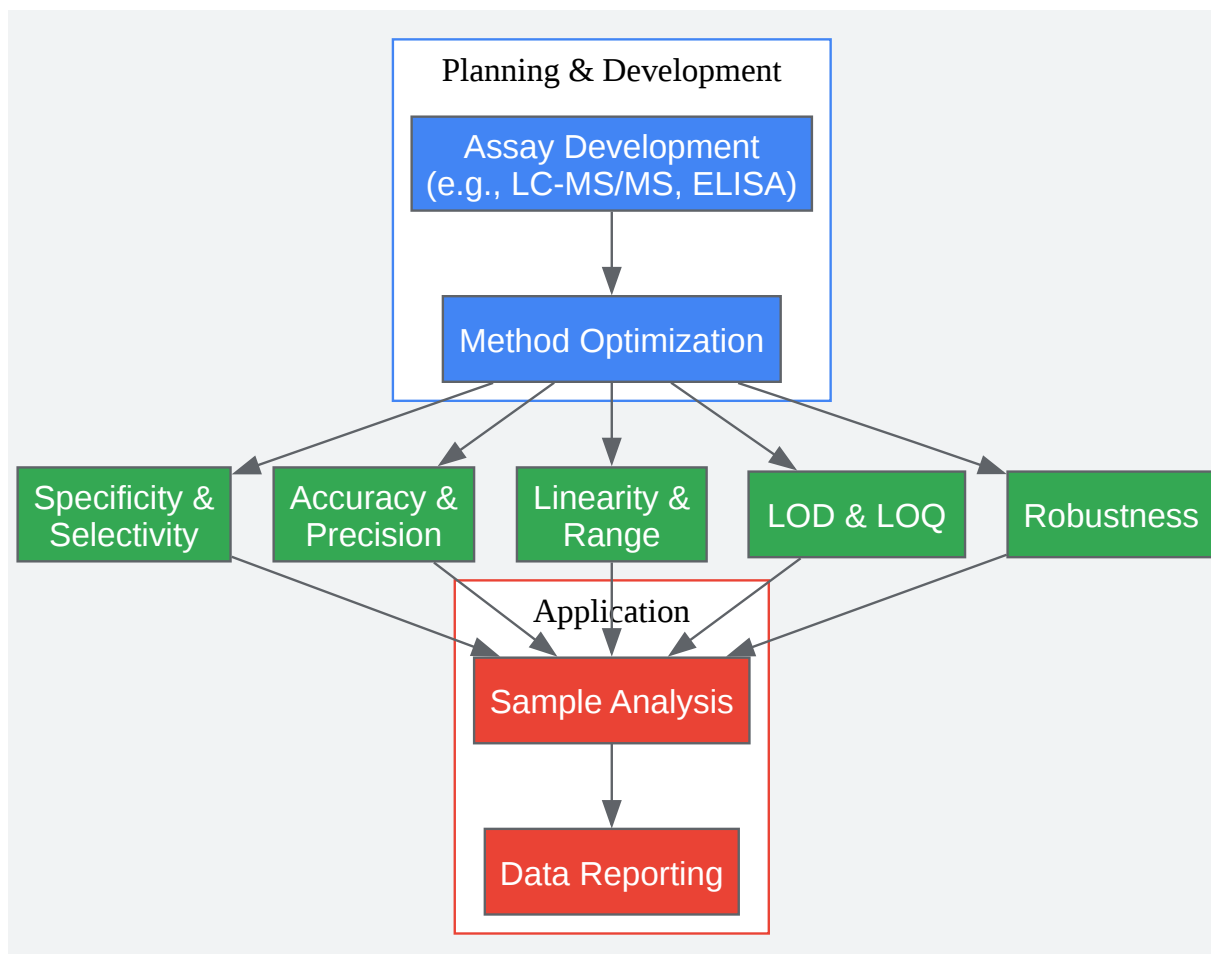 Planning & Development
Assay Development
(e.g., LC-MS/MS, ELISA)
Method Optimization
Specificity &
Selectivity
Accuracy &
Precision
Linearity &
Range
LOD & LOQ
Robustness
Application
Sample Analysis
Data Reporting